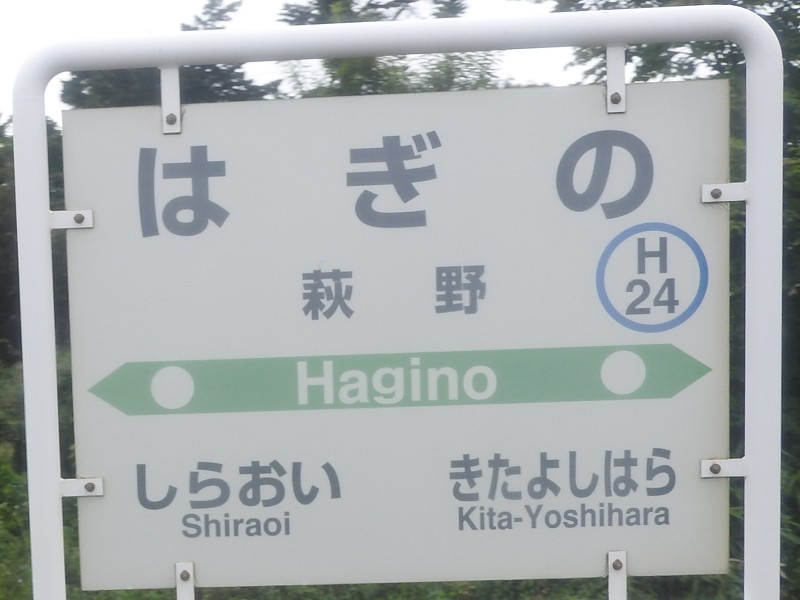 はぎの
萩野
H
24
Hagino
しらおい きたよしはら
Shiraoi Kita-Yoshihara